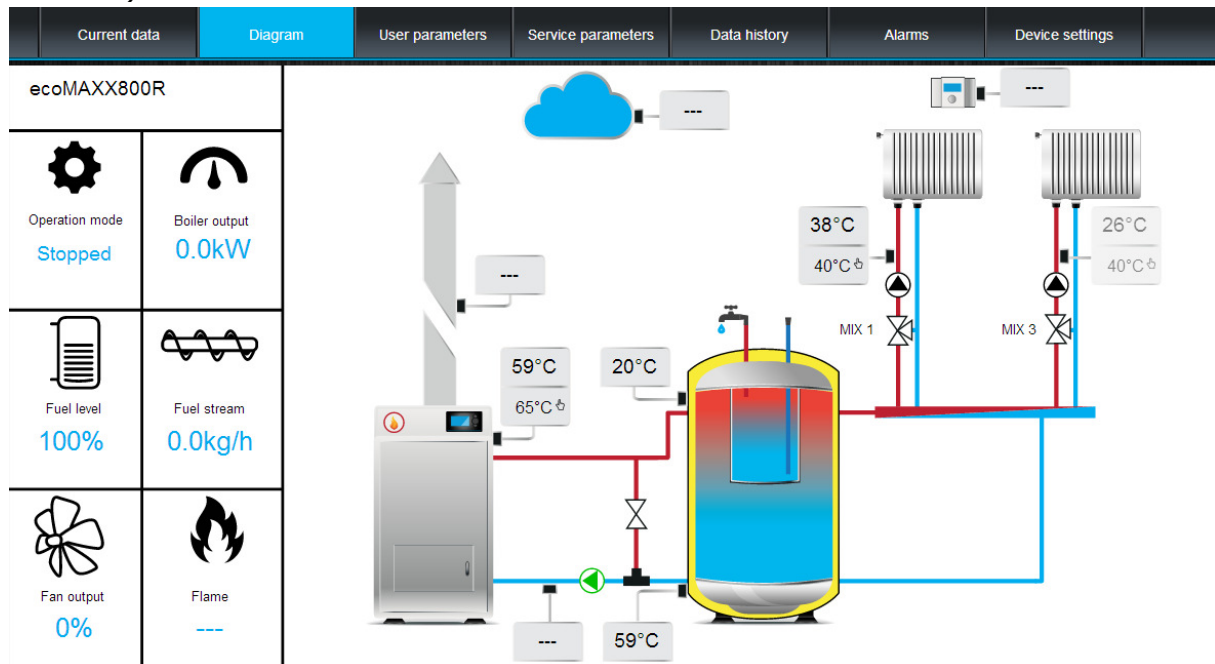 Current data
Diagram
User parameters
Service parameters
Data history
Alarms
Device settings
ecoMAXX800R
Operation mode
Stopped
Boiler output
0.0kW
Fuel level
100%
Fuel stream
0.0kg/h
Fan output
0%
Flame
---
---
---
38°C
40°C
26°C
40°C
---
MIX 1
MIX 3
59°C
65°C
20°C
---
59°C